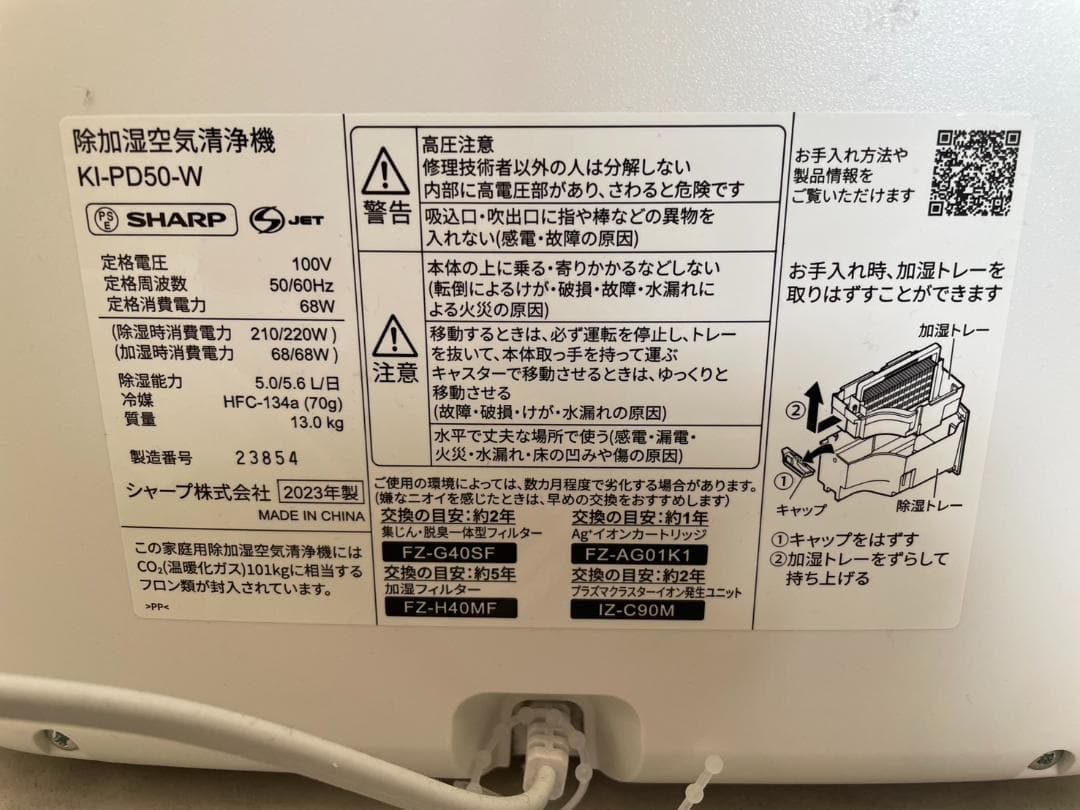 除加湿空気清浄機
KI-PD50-W
PS E SHARP S JET
定格電圧 100V
定格周波数 50/60Hz
定格消費電力 68W
(除湿時消費電力 210/220W)
(加湿時消費電力 68/68W)
除湿能力 5.0/5.6 L/日
冷媒 HFC-134a (70g)
質量 13.0 kg
製造番号 23854
シャープ株式会社 2023年製
MADE IN CHINA
この家庭用除加湿空気清浄機には
CO₂(温暖化ガス)101kgに相当する
フロン類が封入されています。
>PP<
警告
高圧注意
修理技術者以外の人は分解しない
内部に高電圧部があり、さわると危険です
吸込口・吹出口に指や棒などの異物を
入れない(感電・故障の原因)
注意
本体の上に乗る・寄りかかるなどしない
(転倒によるけが・破損・故障・水漏れに
よる火災の原因)
移動するときは、必ず運転を停止し、トレー
を抜いて、本体取っ手を持って運ぶ
キャスターで移動させるときは、ゆっくりと
移動させる
(故障・破損・けが・水漏れの原因)
水平で丈夫な場所で使う(感電・漏電・
火災・水漏れ・床の凹みや傷の原因)
ご使用の環境によっては、数カ月程度で劣化する場合があります。
(嫌なニオイを感じたときは、早めの交換をおすすめします)
交換の目安：約2年
集じん・脱臭一体型フィルター
FZ-G40SF
交換の目安：約5年
加湿フィルター
FZ-H40MF
交換の目安：約1年
Ag⁺イオンカートリッジ
FZ-AG01K1
交換の目安：約2年
プラズマクラスターイオン発生ユニット
IZ-C90M
お手入れ方法や
製品情報を
ご覧いただけます
お手入れ時、加湿トレーを
取りはずすことができます
加湿トレー
②
①
キャップ
除湿トレー
①キャップをはずす
②加湿トレーをずらして
持ち上げる